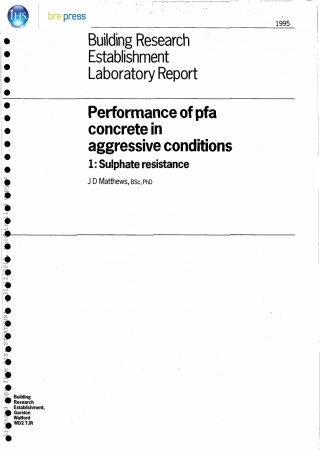 IHS
bre press
1995
Building Research
Establishment
Laboratory Report
Performance of pfa
concrete in
aggressive conditions
1: Sulphate resistance
J D Matthews, BSc, PhD
Building
Research
Establishment,
Garston
Watford
WD2 7JR